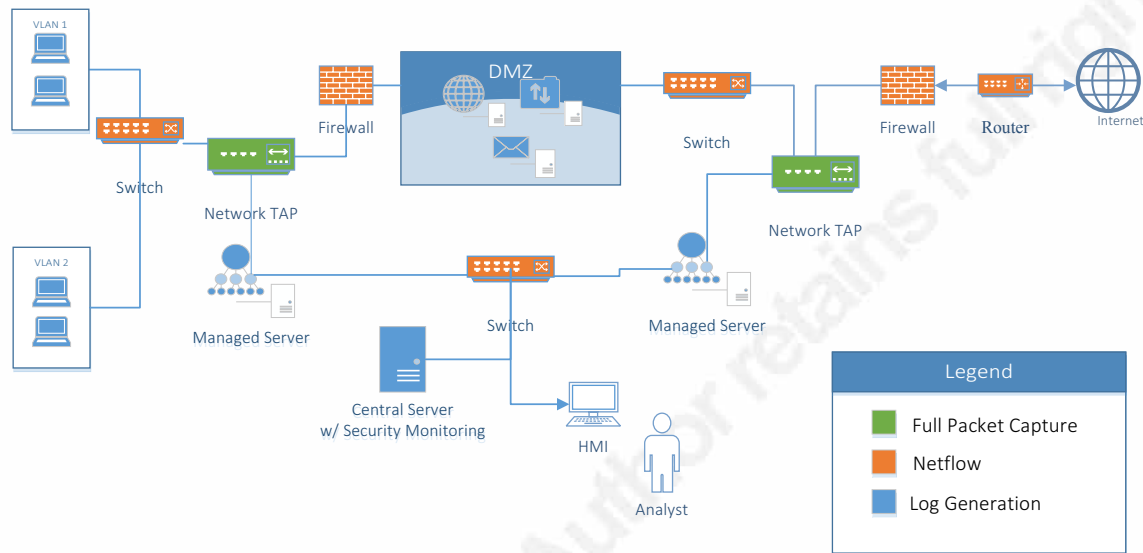 VLAN 1
DMZ
Firewall
Switch
Firewall
Router
Internet
Switch
Network TAP
Network TAP
VLAN 2
Managed Server
Switch
Managed Server
Central Server
w/ Security Monitoring
HMI
Analyst
Legend
Full Packet Capture
Netflow
Log Generation
Author retains full righ